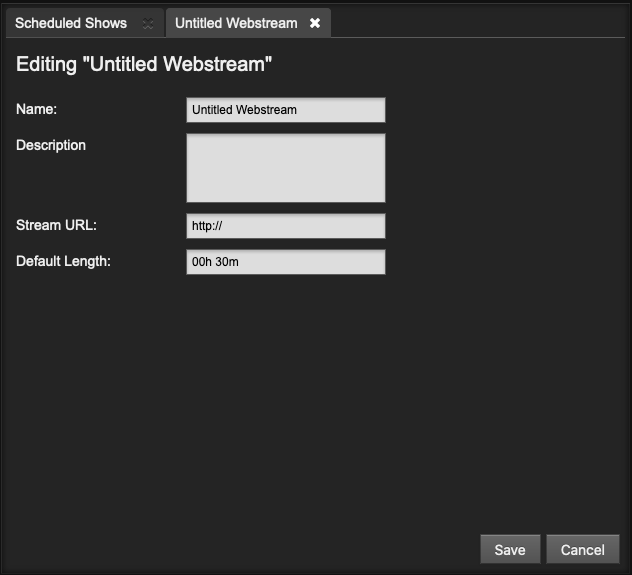 Scheduled Shows
Untitled Webstream
Editing "Untitled Webstream"
Name: Untitled Webstream
Description
Stream URL: http://
Default Length: 00h 30m
Save Cancel